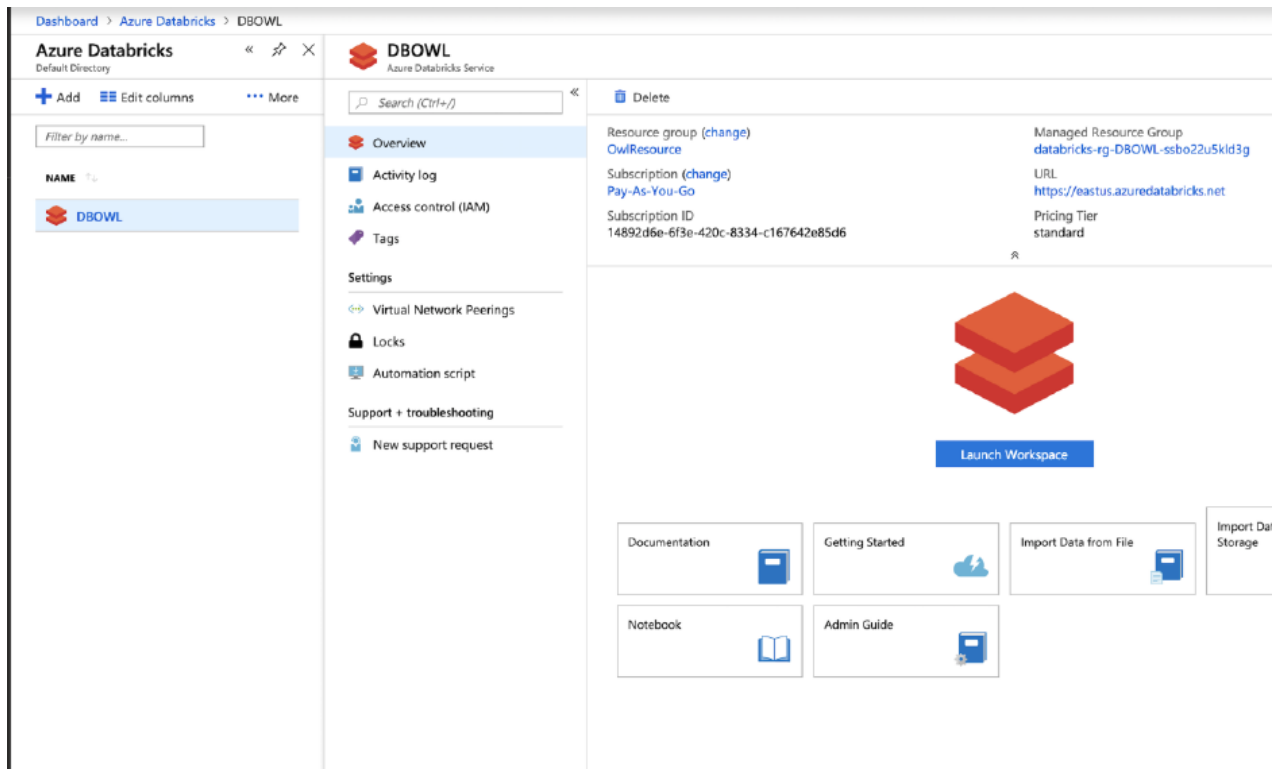 Dashboard > Azure Databricks > DBOWL
Azure Databricks
Default Directory
Add Edit columns ··· More
Filter by name...
NAME
DBOWL
DBOWL
Azure Databricks Service
Search (Ctrl+/)
Overview
Activity log
Access control (IAM)
Tags
Settings
Virtual Network Peerings
Locks
Automation script
Support + troubleshooting
New support request
Delete
Resource group (change)
OwlResource
Subscription (change)
Pay-As-You-Go
Subscription ID
14892d6e-6f3e-420c-8334-c167642e85d6
Managed Resource Group
databricks-rg-DBOWL-ssbo22u5kld3g
URL
https://eastus.azuredatabricks.net
Pricing Tier
standard
Launch Workspace
Documentation
Getting Started
Import Data from File
Import Dat
Storage
Notebook
Admin Guide